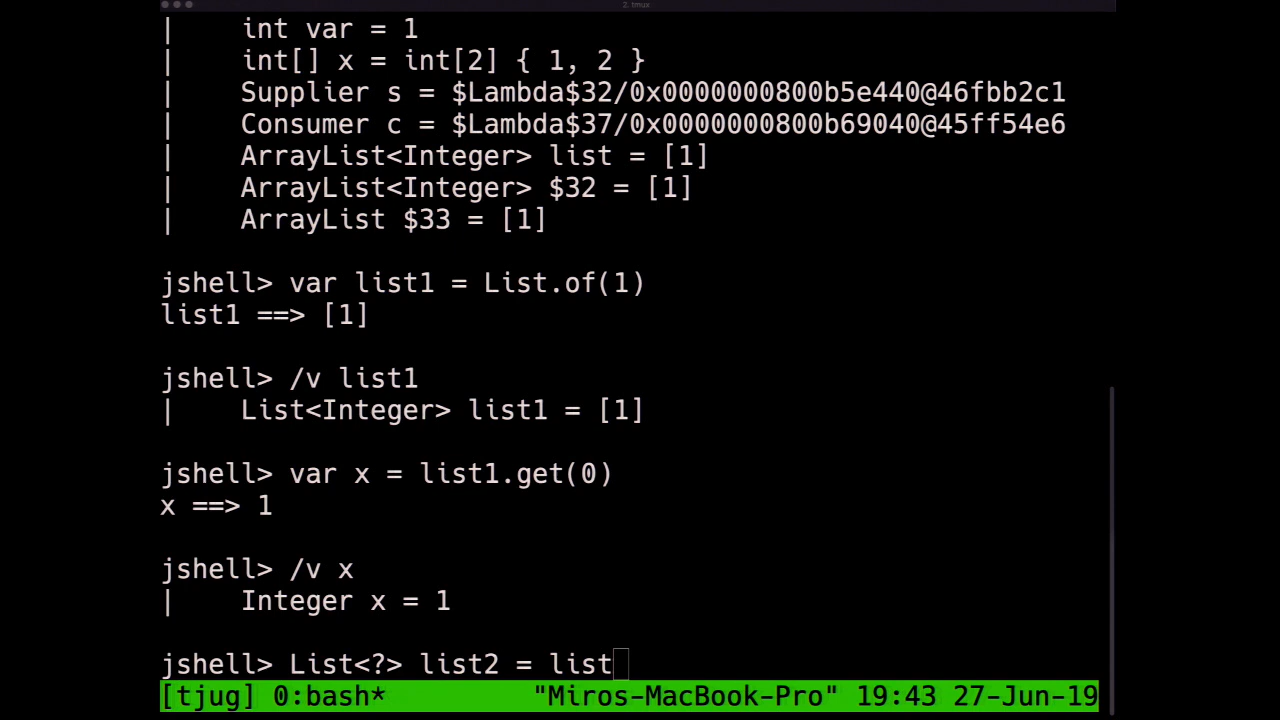 2. tmux
|    int var = 1
|    int[] x = int[2] { 1, 2 }
|    Supplier s = $Lambda$32/0x0000000800b5e440@46fbb2c1
|    Consumer c = $Lambda$37/0x0000000800b69040@45ff54e6
|    ArrayList<Integer> list = [1]
|    ArrayList<Integer> $32 = [1]
|    ArrayList $33 = [1]
jshell> var list1 = List.of(1)
list1 ==> [1]
jshell> /v list1
|    List<Integer> list1 = [1]
jshell> var x = list1.get(0)
x ==> 1
jshell> /v x
|    Integer x = 1
jshell> List<?> list2 = list
[tjug] 0:bash* "Miros-MacBook-Pro" 19:43 27-Jun-19